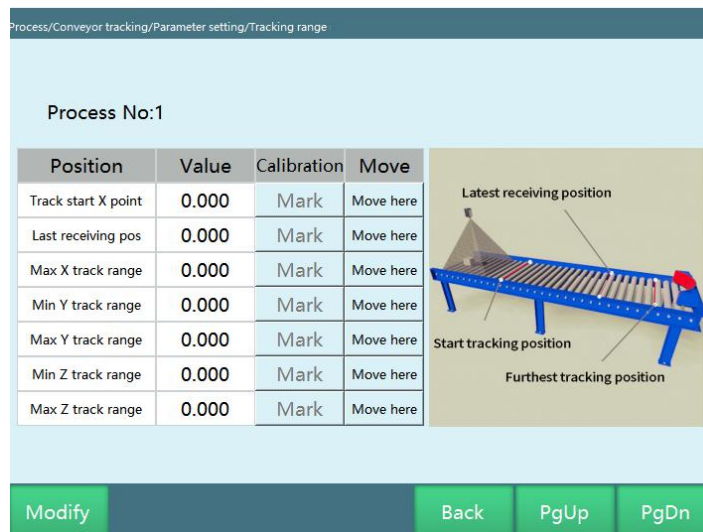 Process/Conveyor tracking/Parameter setting/Tracking range
Process No:1
Position Value Calibration Move
Track start X point 0.000 Mark Move here
Last receiving pos 0.000 Mark Move here
Max X track range 0.000 Mark Move here
Min Y track range 0.000 Mark Move here
Max Y track range 0.000 Mark Move here
Min Z track range 0.000 Mark Move here
Max Z track range 0.000 Mark Move here
Latest receiving position
Start tracking position
Furthest tracking position
Modify Back PgUp PgDn